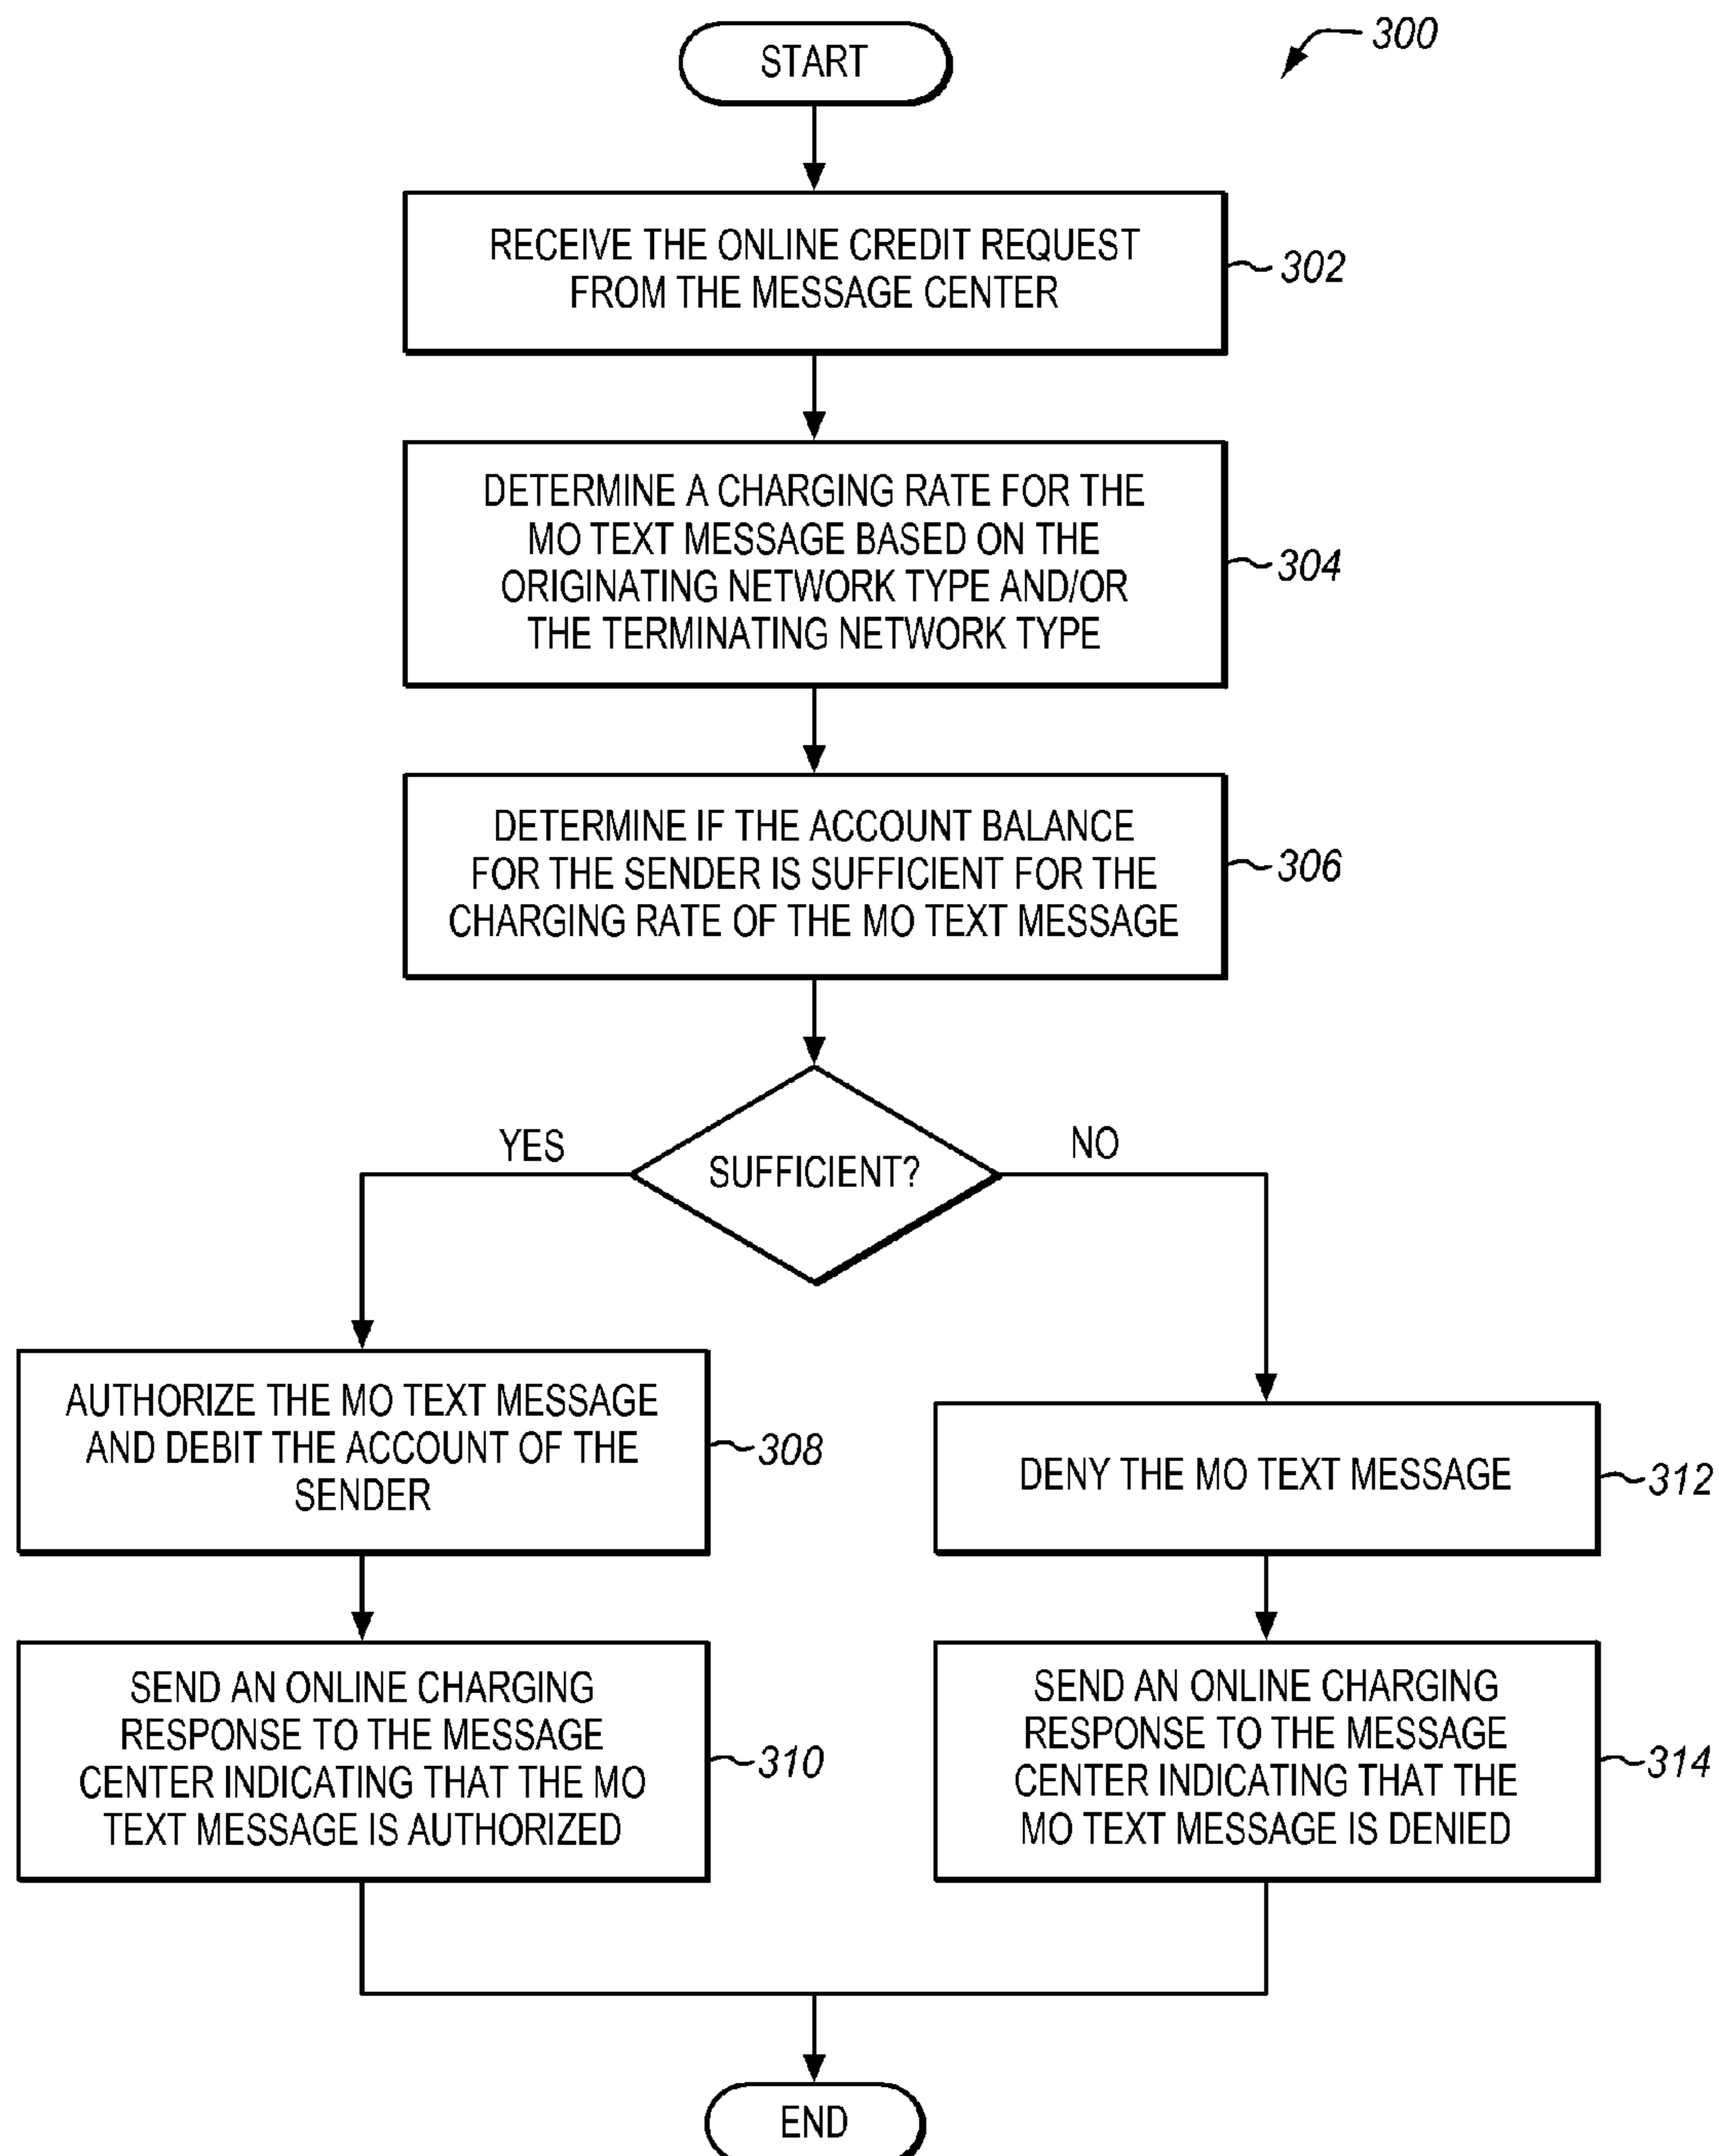 START
300
RECEIVE THE ONLINE CREDIT REQUEST
FROM THE MESSAGE CENTER
302
DETERMINE A CHARGING RATE FOR THE
MO TEXT MESSAGE BASED ON THE
ORIGINATING NETWORK TYPE AND/OR
THE TERMINATING NETWORK TYPE
304
DETERMINE IF THE ACCOUNT BALANCE
FOR THE SENDER IS SUFFICIENT FOR THE
CHARGING RATE OF THE MO TEXT MESSAGE
306
SUFFICIENT?
YES
NO
AUTHORIZE THE MO TEXT MESSAGE
AND DEBIT THE ACCOUNT OF THE
SENDER
308
DENY THE MO TEXT MESSAGE
312
SEND AN ONLINE CHARGING
RESPONSE TO THE MESSAGE
CENTER INDICATING THAT THE MO
TEXT MESSAGE IS AUTHORIZED
310
SEND AN ONLINE CHARGING
RESPONSE TO THE MESSAGE
CENTER INDICATING THAT THE
MO TEXT MESSAGE IS DENIED
314
END